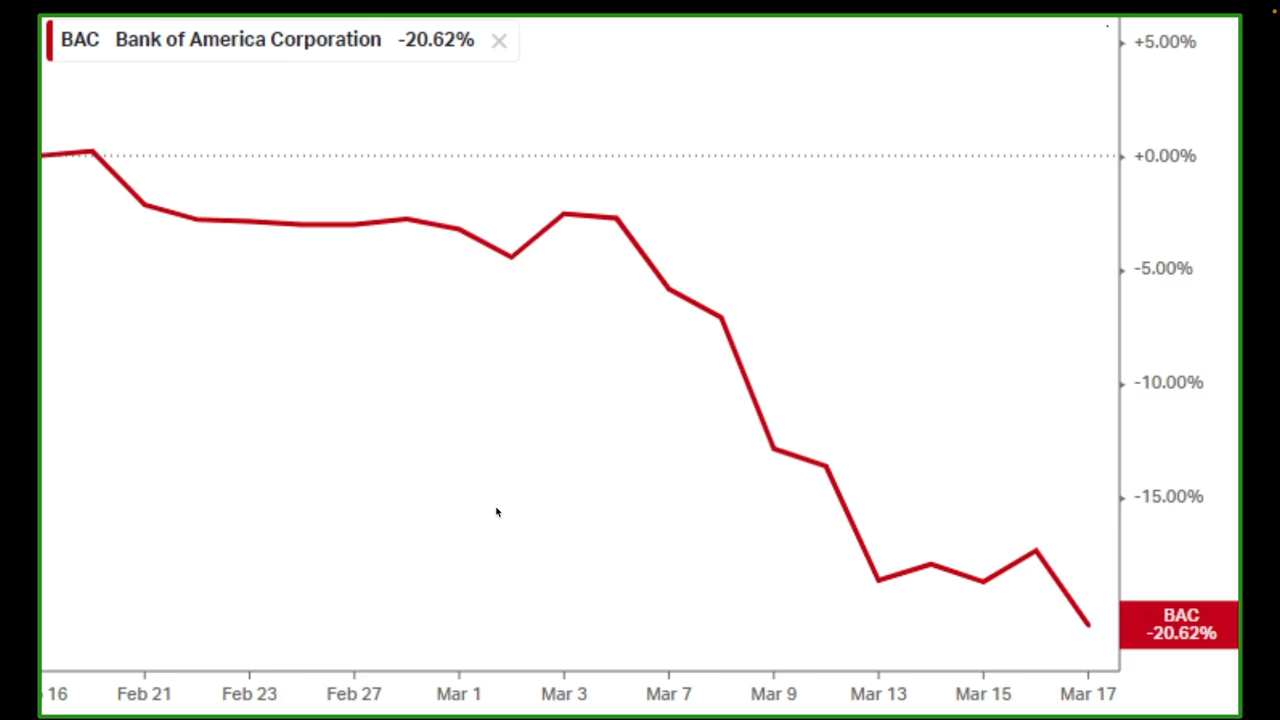 BAC Bank of America Corporation -20.62% ×
+5.00%
+0.00%
-5.00%
-10.00%
-15.00%
BAC
-20.62%
16 Feb 21 Feb 23 Feb 27 Mar 1 Mar 3 Mar 7 Mar 9 Mar 13 Mar 15 Mar 17